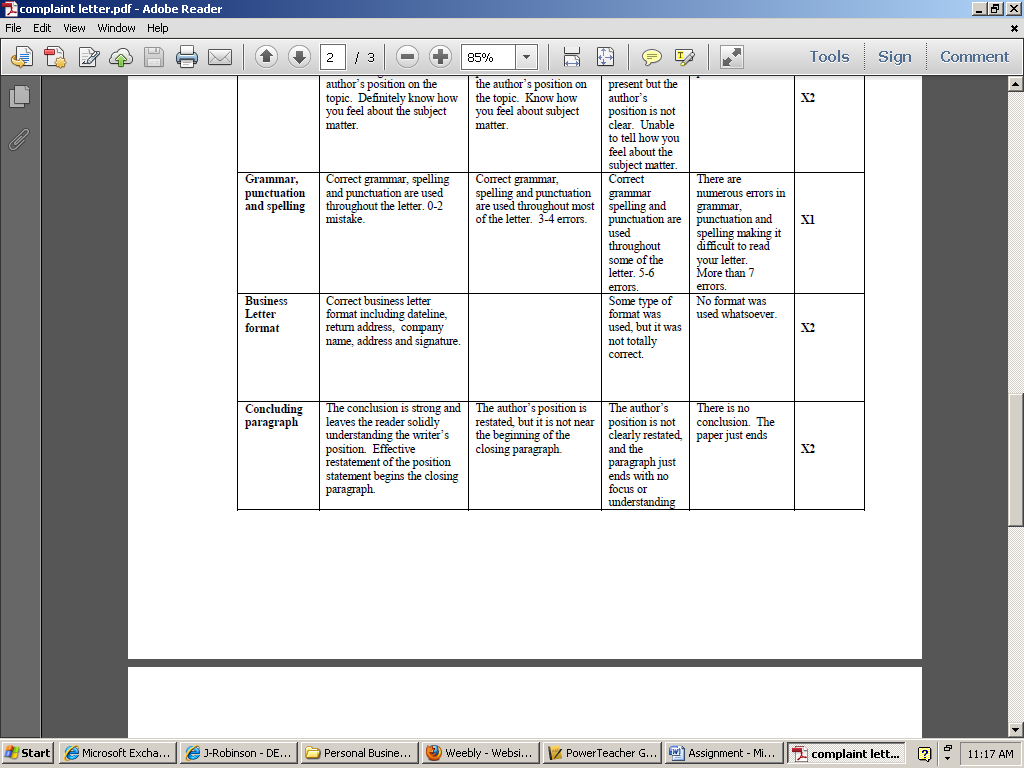 complaint letter.pdf - Adobe Reader
File Edit View Window Help
2 / 3 85% Tools Sign Comment
author's position on the
topic. Definitely know how
you feel about the subject
matter.
the author's position on
the topic. Know how
you feel about subject
matter.
present but the
author's
position is not
clear. Unable
to tell how you
feel about the
subject matter.
X2
Grammar,
punctuation
and spelling
Correct grammar, spelling
and punctuation are used
throughout the letter. 0-2
mistake.
Correct grammar,
spelling and punctuation
are used throughout most
of the letter. 3-4 errors.
Correct
grammar
spelling and
punctuation are
used
throughout
some of the
letter. 5-6
errors.
There are
numerous errors in
grammar,
punctuation and
spelling making it
difficult to read
your letter.
More than 7
errors.
X1
Business
Letter
format
Correct business letter
format including dateline,
return address, company
name, address and signature.
Some type of
format was
used, but it was
not totally
correct.
No format was
used whatsoever.
X2
Concluding
paragraph
The conclusion is strong and
leaves the reader solidly
understanding the writer's
position. Effective
restatement of the position
statement begins the closing
paragraph.
The author's position is
restated, but it is not near
the beginning of the
closing paragraph.
The author's
position is not
clearly restated,
and the
paragraph just
ends with no
focus or
understanding
There is no
conclusion. The
paper just ends
X2
Start Microsoft Excha... J-Robinson - DE... Personal Busine... Weebly - Websi... PowerTeacher G... Assignment - Mi... complaint lett... 11:17 AM